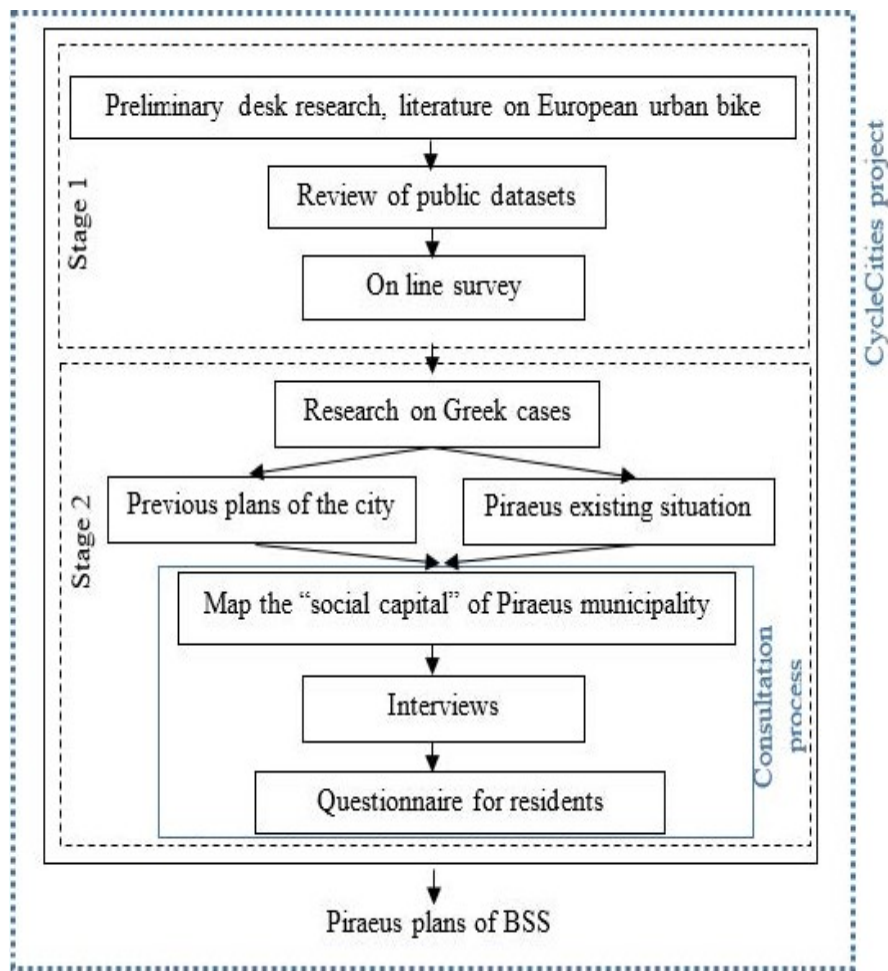 Preliminary desk research, literature on European urban bike
Review of public datasets
On line survey
Stage 1
Research on Greek cases
Previous plans of the city
Piraeus existing situation
Map the “social capital” of Piraeus municipality
Interviews
Questionnaire for residents
Stage 2
Consultation
process
CycleCities project
Piraeus plans of BSS